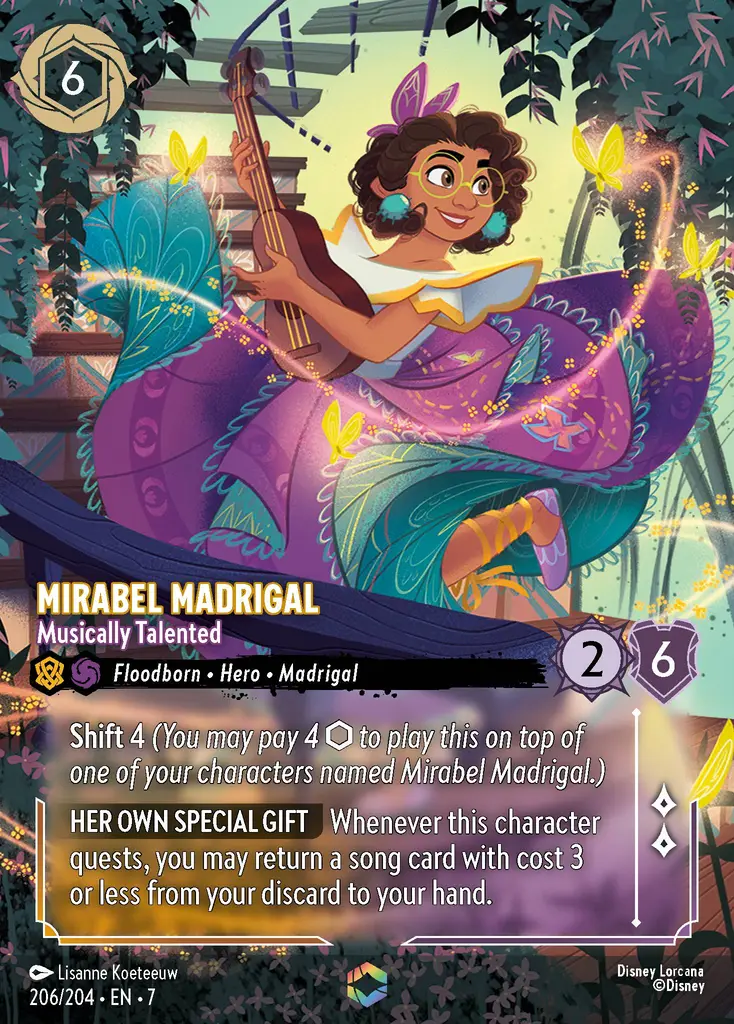 6
MIRABEL MADRIGAL
Musically Talented
Floodborn • Hero • Madrigal
2
6
Shift 4 (You may pay 4 ⬡ to play this on top of
one of your characters named Mirabel Madrigal.)
HER OWN SPECIAL GIFT Whenever this character
quests, you may return a song card with cost 3
or less from your discard to your hand.
Lisanne Koeteeuw
206/204 • EN • 7
Disney Lorcana
©Disney